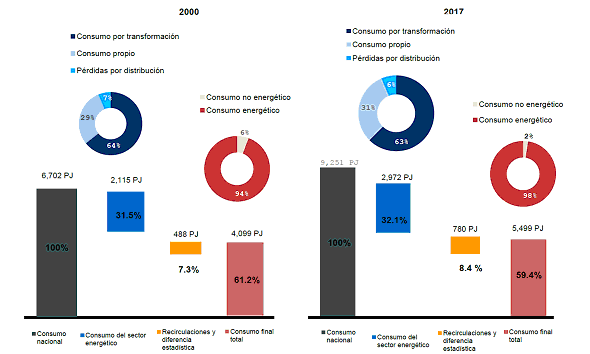 2000
Consumo por transformación
Consumo propio
Pérdidas por distribución
7%
29%
64%
Consumo no energético
Consumo energético
6%
94%
6,702 PJ
100%
2,115 PJ
31.5%
488 PJ
7.3%
4,099 PJ
61.2%
Consumo nacional
Consumo del sector energético
Recirculaciones y diferencia estadística
Consumo final total
2017
Consumo por transformación
Consumo propio
Pérdidas por distribución
6%
31%
63%
Consumo no energético
Consumo energético
2%
98%
9,251 PJ
100%
2,972 PJ
32.1%
780 PJ
8.4 %
5,499 PJ
59.4%
Consumo nacional
Consumo del sector energético
Recirculaciones y diferencia estadística
Consumo final total